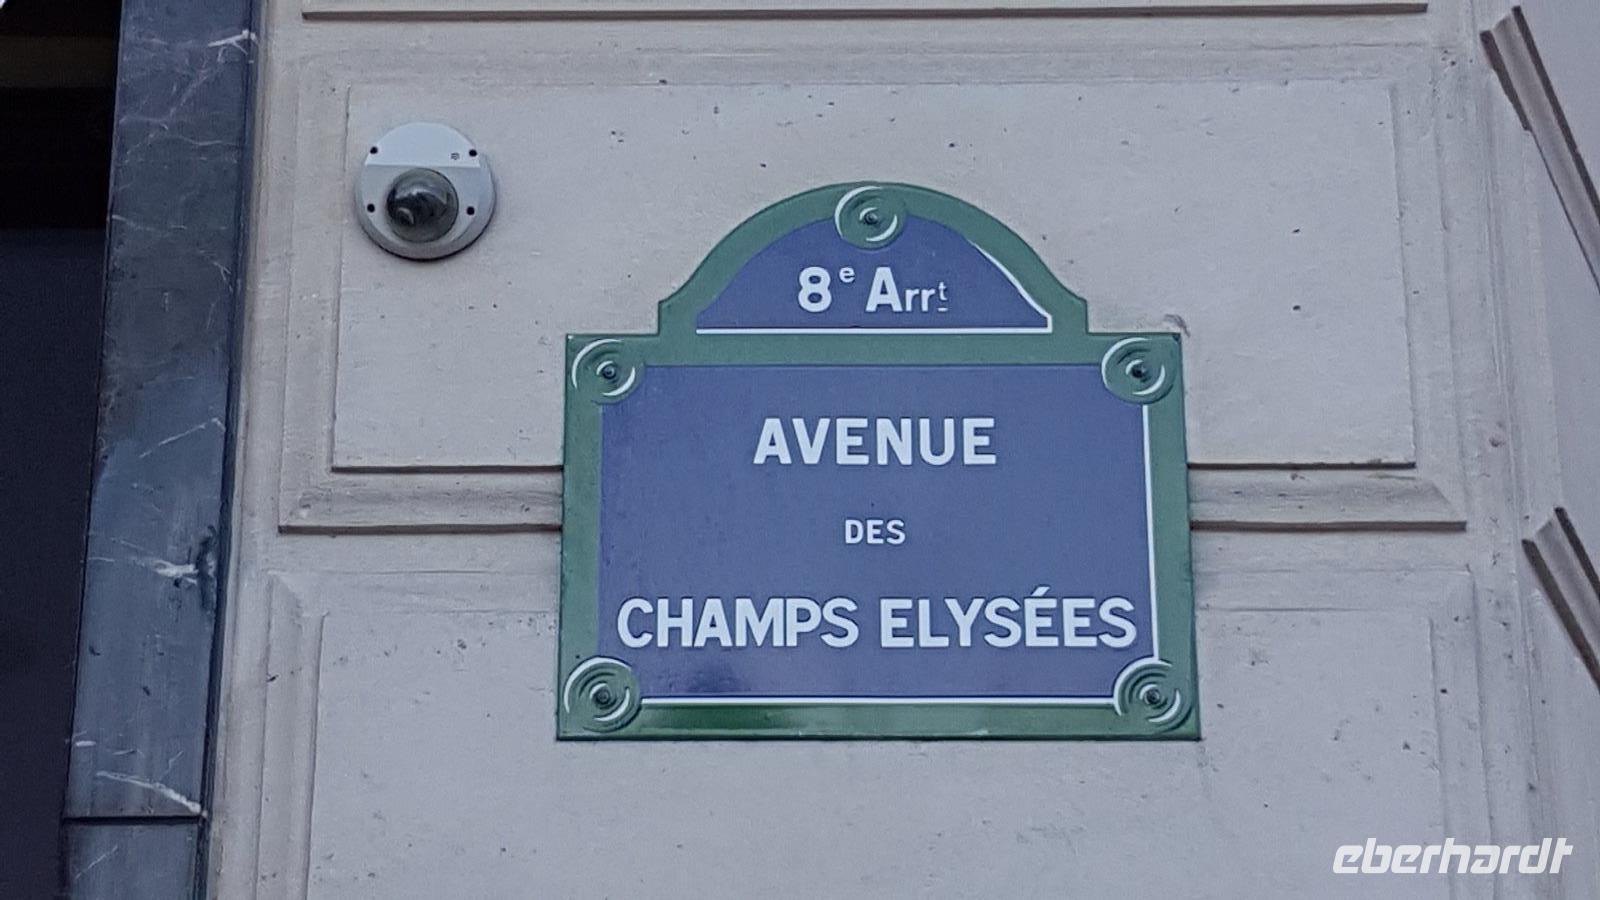 8e Arrt
AVENUE
DES
CHAMPS ELYSÉES
eberhardt